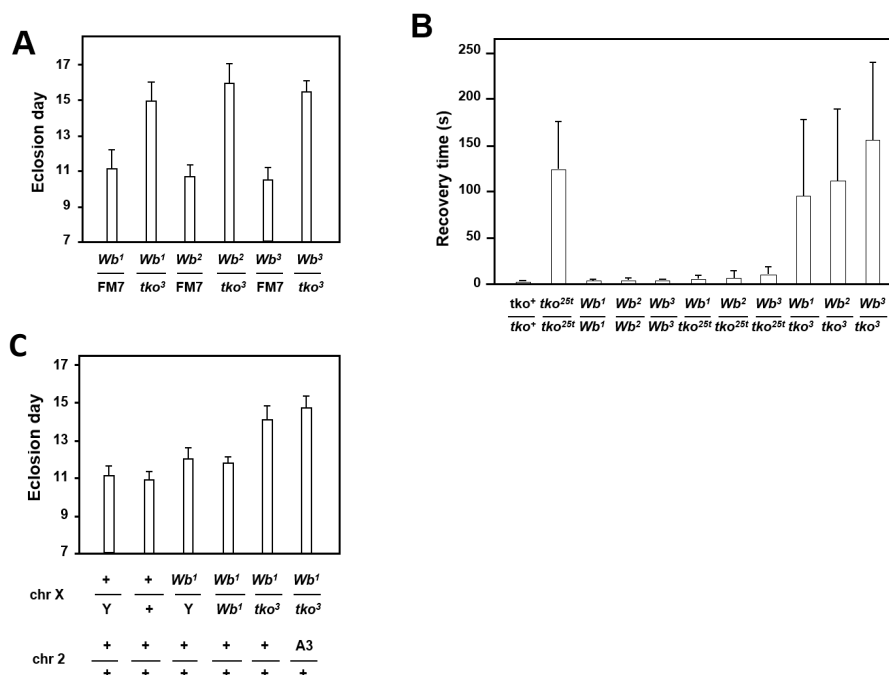 A
Eclosion day
17
15
13
11
9
7
Wb¹ Wb¹ Wb² Wb² Wb³ Wb³
FM7 tko³ FM7 tko³ FM7 tko³
B
Recovery time (s)
250
200
150
100
50
0
tko⁺ tko²⁵ᵗ Wb¹ Wb² Wb³ Wb¹ Wb² Wb³ Wb¹ Wb² Wb³
tko⁺ tko²⁵ᵗ Wb¹ Wb² Wb³ tko²⁵ᵗ tko²⁵ᵗ tko²⁵ᵗ tko³ tko³ tko³
C
Eclosion day
17
15
13
11
9
7
chr X
+ + Wb¹ Wb¹ Wb¹ Wb¹
Y + Y Wb¹ tko³ tko³
chr 2
+ + + + + A3
+ + + + + +